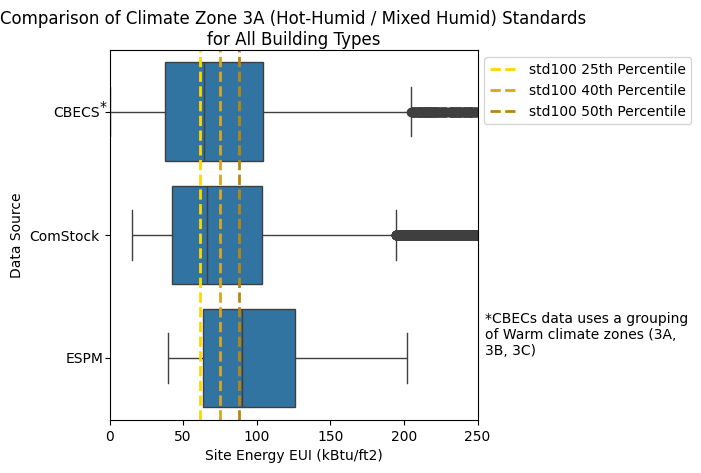 Comparison of Climate Zone 3A (Hot-Humid / Mixed Humid) Standards
for All Building Types
std100 25th Percentile
std100 40th Percentile
std100 50th Percentile
CBECS*
ComStock
ESPM
Data Source
*CBECs data uses a grouping
of Warm climate zones (3A,
3B, 3C)
0 50 100 150 200 250
Site Energy EUI (kBtu/ft2)